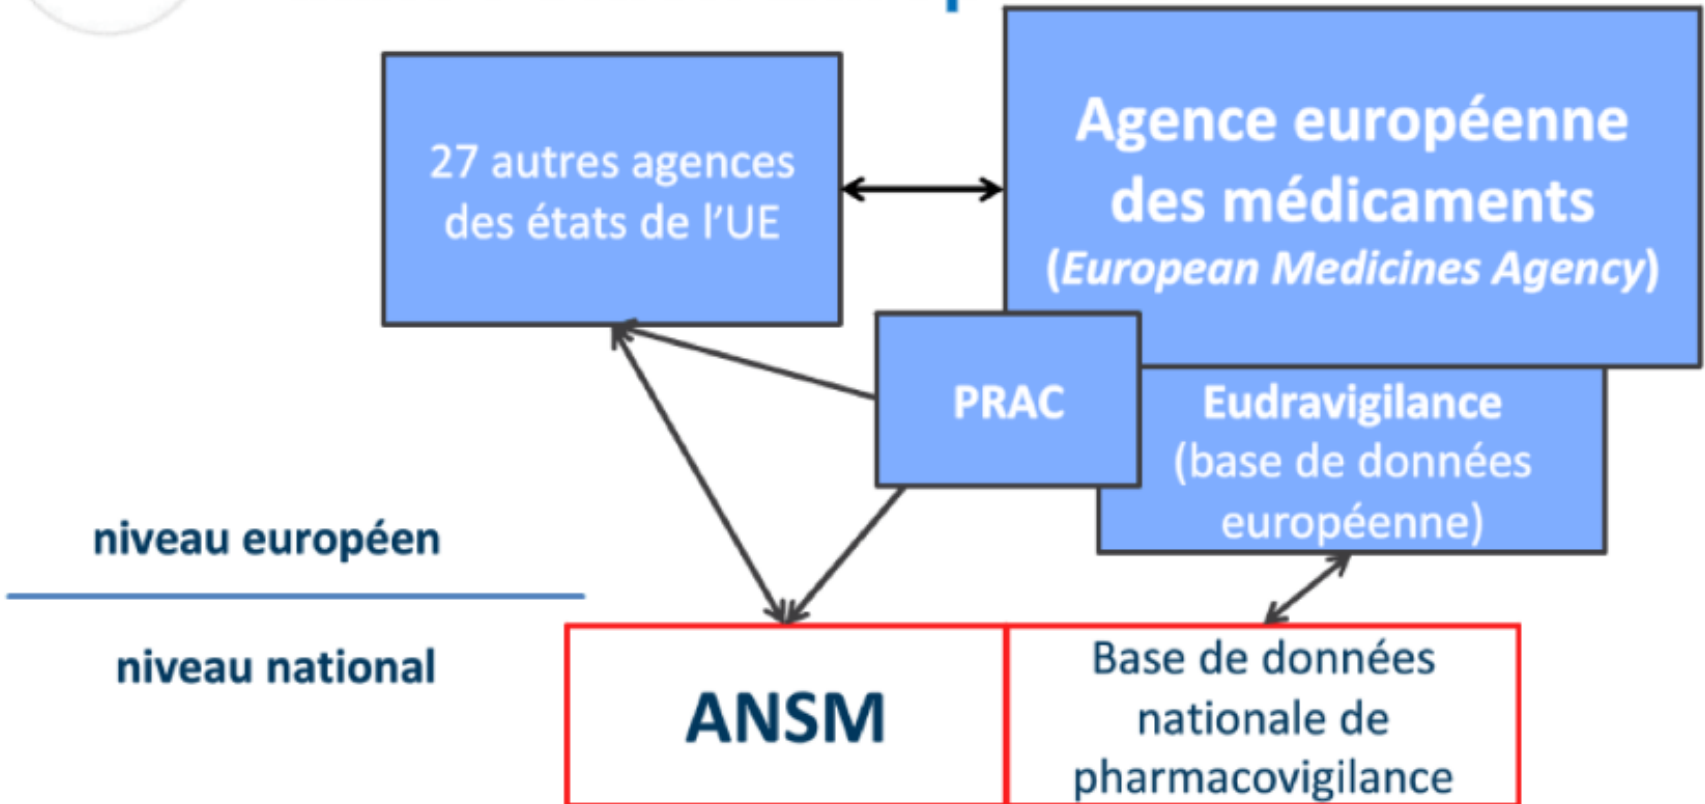 27 autres agences
des états de l'UE
Agence européenne
des médicaments
(European Medicines Agency)
PRAC
Eudravigilance
(base de données
européenne)
niveau européen
niveau national
ANSM
Base de données
nationale de
pharmacovigilance